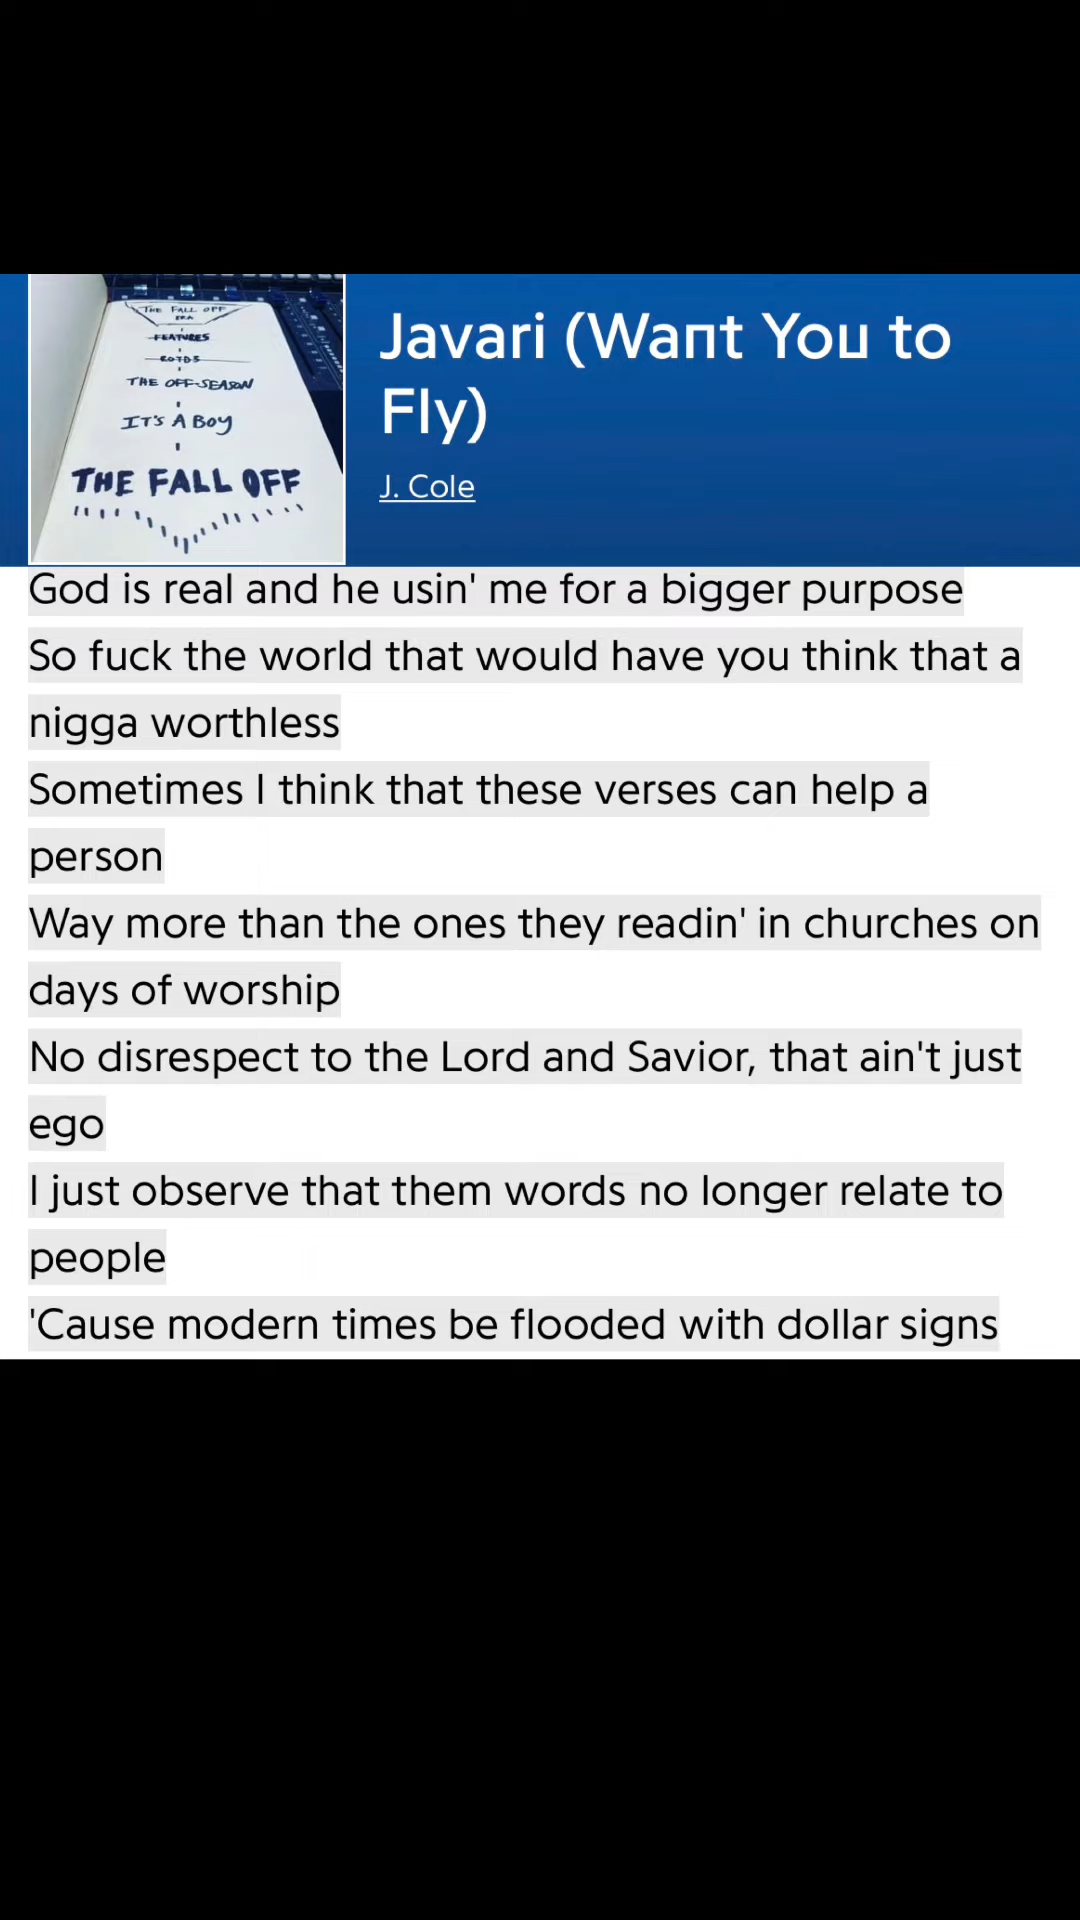 THE FALL OFF
ERA
FEATURES
KOTD5
THE OFF-SEASON
IT'S A BOY
THE FALL OFF
Javari (Want You to
Fly)
J. Cole
God is real and he usin' me for a bigger purpose
So fuck the world that would have you think that a
nigga worthless
Sometimes I think that these verses can help a
person
Way more than the ones they readin' in churches on
days of worship
No disrespect to the Lord and Savior, that ain't just
ego
I just observe that them words no longer relate to
people
'Cause modern times be flooded with dollar signs